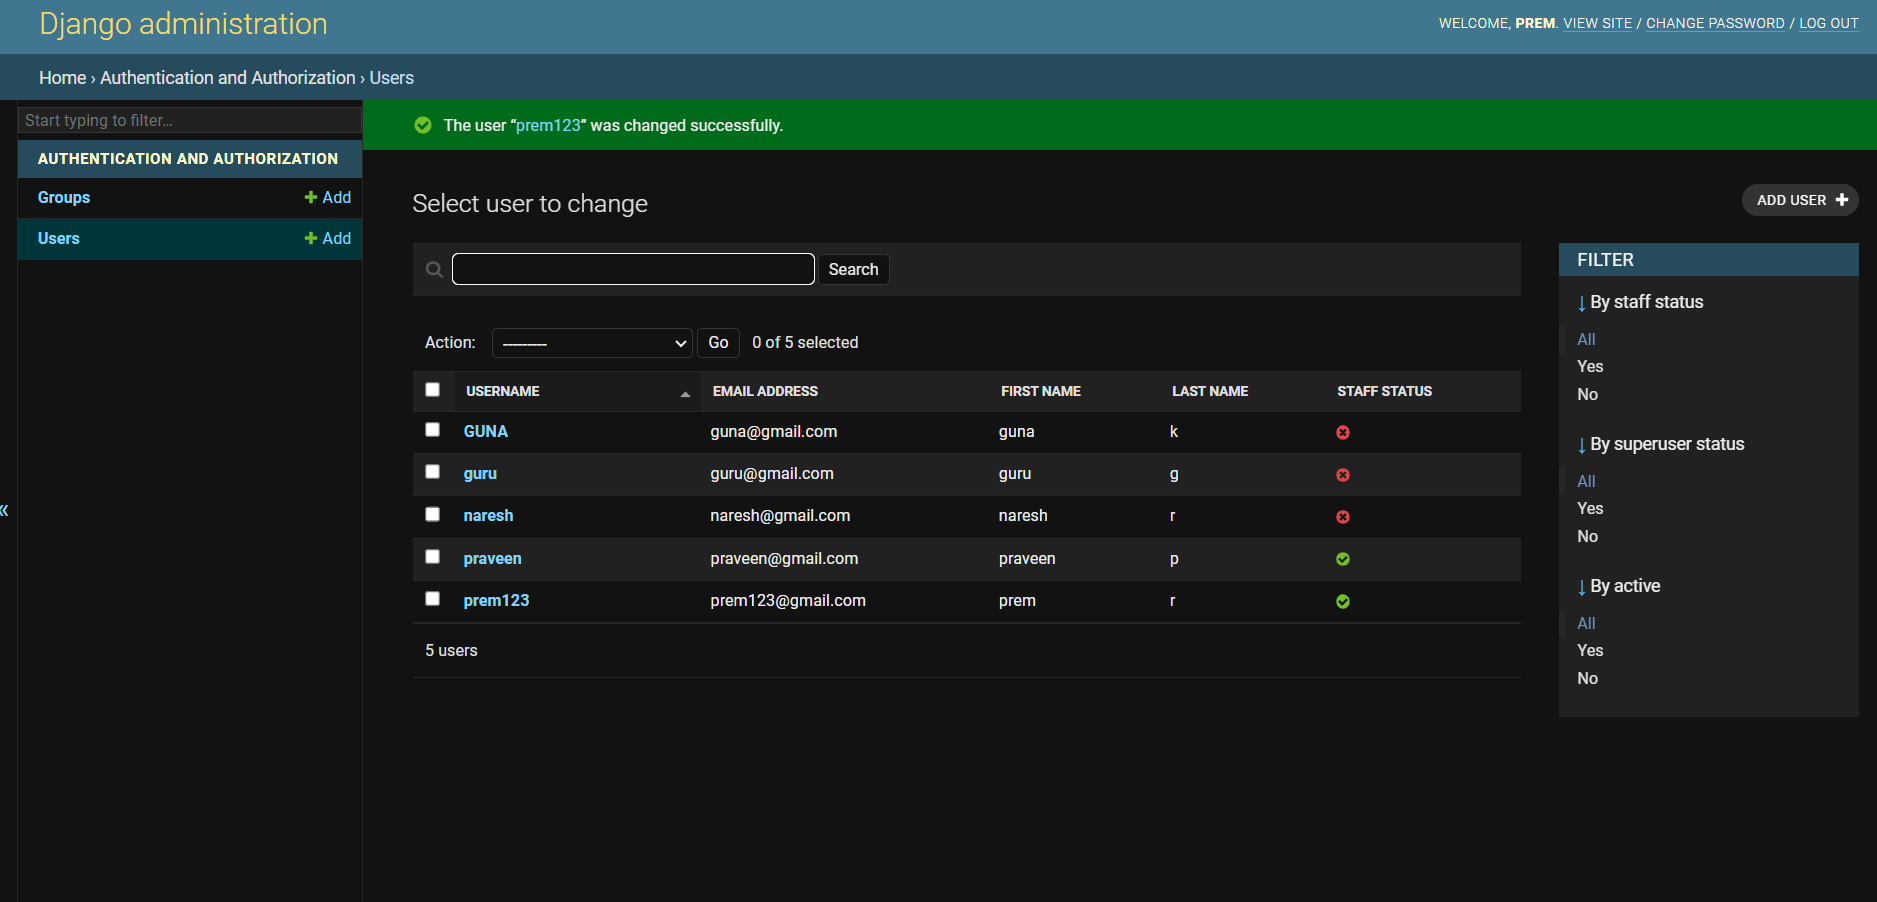 Django administration
WELCOME, PREM. VIEW SITE / CHANGE PASSWORD / LOG OUT
Home › Authentication and Authorization › Users
Start typing to filter...
AUTHENTICATION AND AUTHORIZATION
Groups + Add
Users + Add
«
The user “prem123” was changed successfully.
Select user to change
ADD USER +
Search
Action: --------- Go 0 of 5 selected
USERNAME EMAIL ADDRESS FIRST NAME LAST NAME STAFF STATUS
GUNA guna@gmail.com guna k
guru guru@gmail.com guru g
naresh naresh@gmail.com naresh r
praveen praveen@gmail.com praveen p
prem123 prem123@gmail.com prem r
5 users
FILTER
↓ By staff status
All
Yes
No
↓ By superuser status
All
Yes
No
↓ By active
All
Yes
No